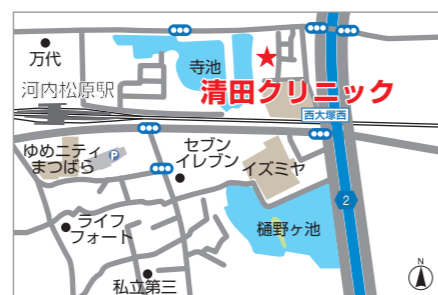 万代
寺池
河内松原駅
清田クリニック
西大塚西
ゆめニティ
まつばら
P
セブン
イレブン
イズミヤ
2
ライフ
フォート
樋野ヶ池
私立第三
N